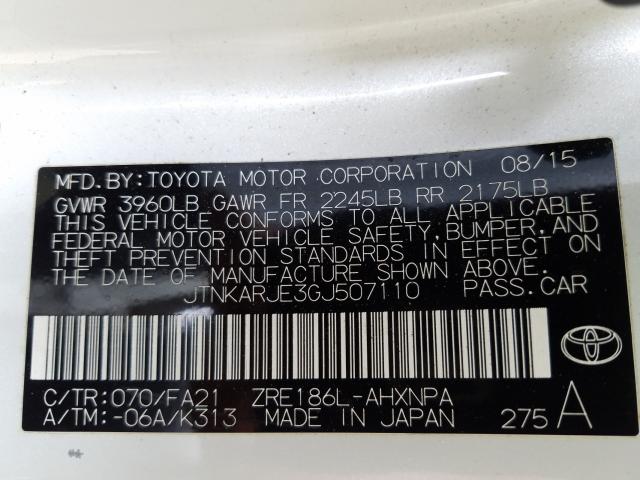 MFD. BY: TOYOTA MOTOR CORPORATION 08/15
GVWR 3960LB GAWR FR 2245LB RR 2175LB
THIS VEHICLE CONFORMS TO ALL APPLICABLE
FEDERAL MOTOR VEHICLE SAFETY, BUMPER, AND
THEFT PREVENTION STANDARDS IN EFFECT ON
THE DATE OF MANUFACTURE SHOWN ABOVE.
JTNKARJE3GJ507110 PASS. CAR
C/TR: 070/FA21 ZRE186L-AHXNPA
A/TM: -06A/K313 MADE IN JAPAN 275 A